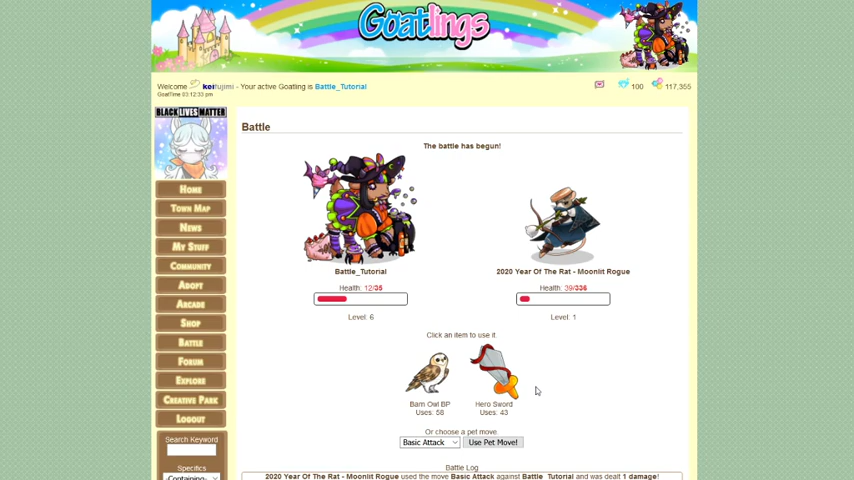 Goatlings
Welcome koifujimi - Your active Goatling is Battle_Tutorial
100
117,355
GoatTime 03:12:33 pm
BLACK LIVES MATTER
HOME
TOWN MAP
NEWS
MY STUFF
COMMUNITY
ADOPT
ARCADE
SHOP
BATTLE
FORUM
EXPLORE
CREATIVE PARK
LOGOUT
Search Keyword
Specifics
-Containing-
Battle
The battle has begun!
Battle_Tutorial
2020 Year Of The Rat - Moonlit Rogue
Health: 12/35
Health: 39/336
Level: 6
Level: 1
Click an item to use it.
Barn Owl BP
Uses: 58
Hero Sword
Uses: 43
Or choose a pet move.
Basic Attack
Use Pet Move!
Battle Log
2020 Year Of The Rat - Moonlit Rogue used the move Basic Attack against Battle_Tutorial and was dealt 1 damage!